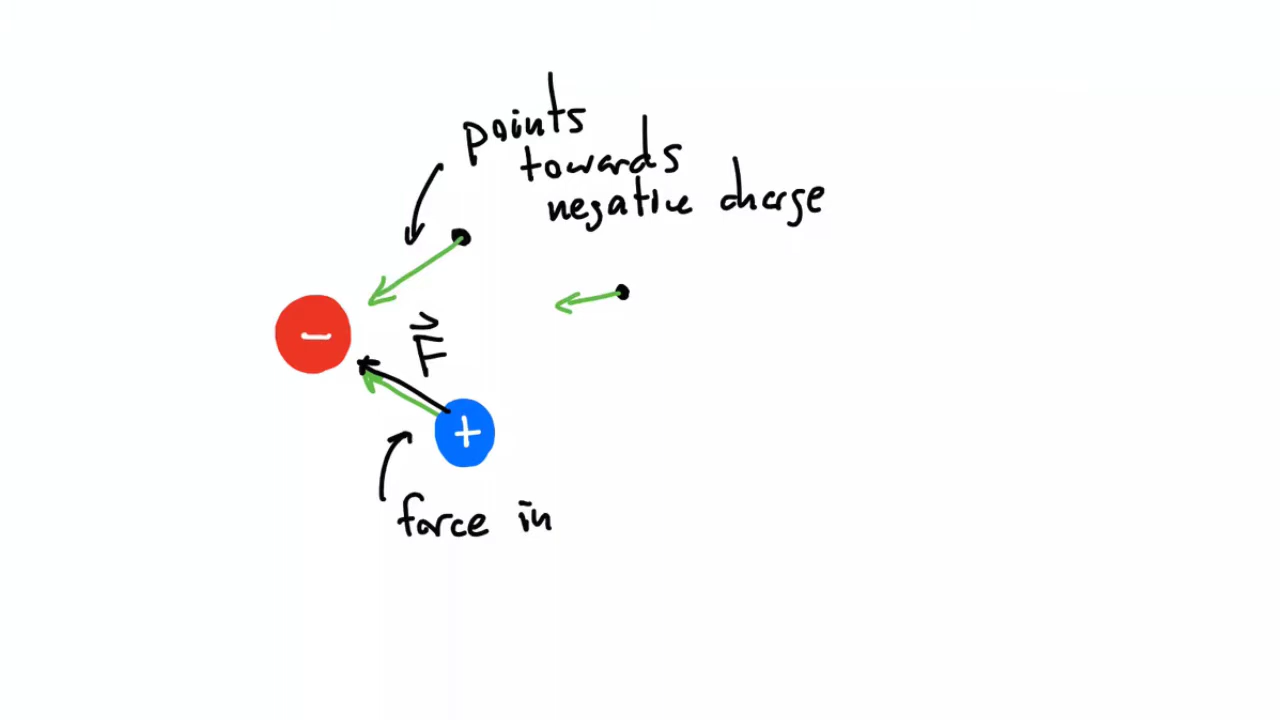 points
towards
negative charge
−
F⃗
+
force in